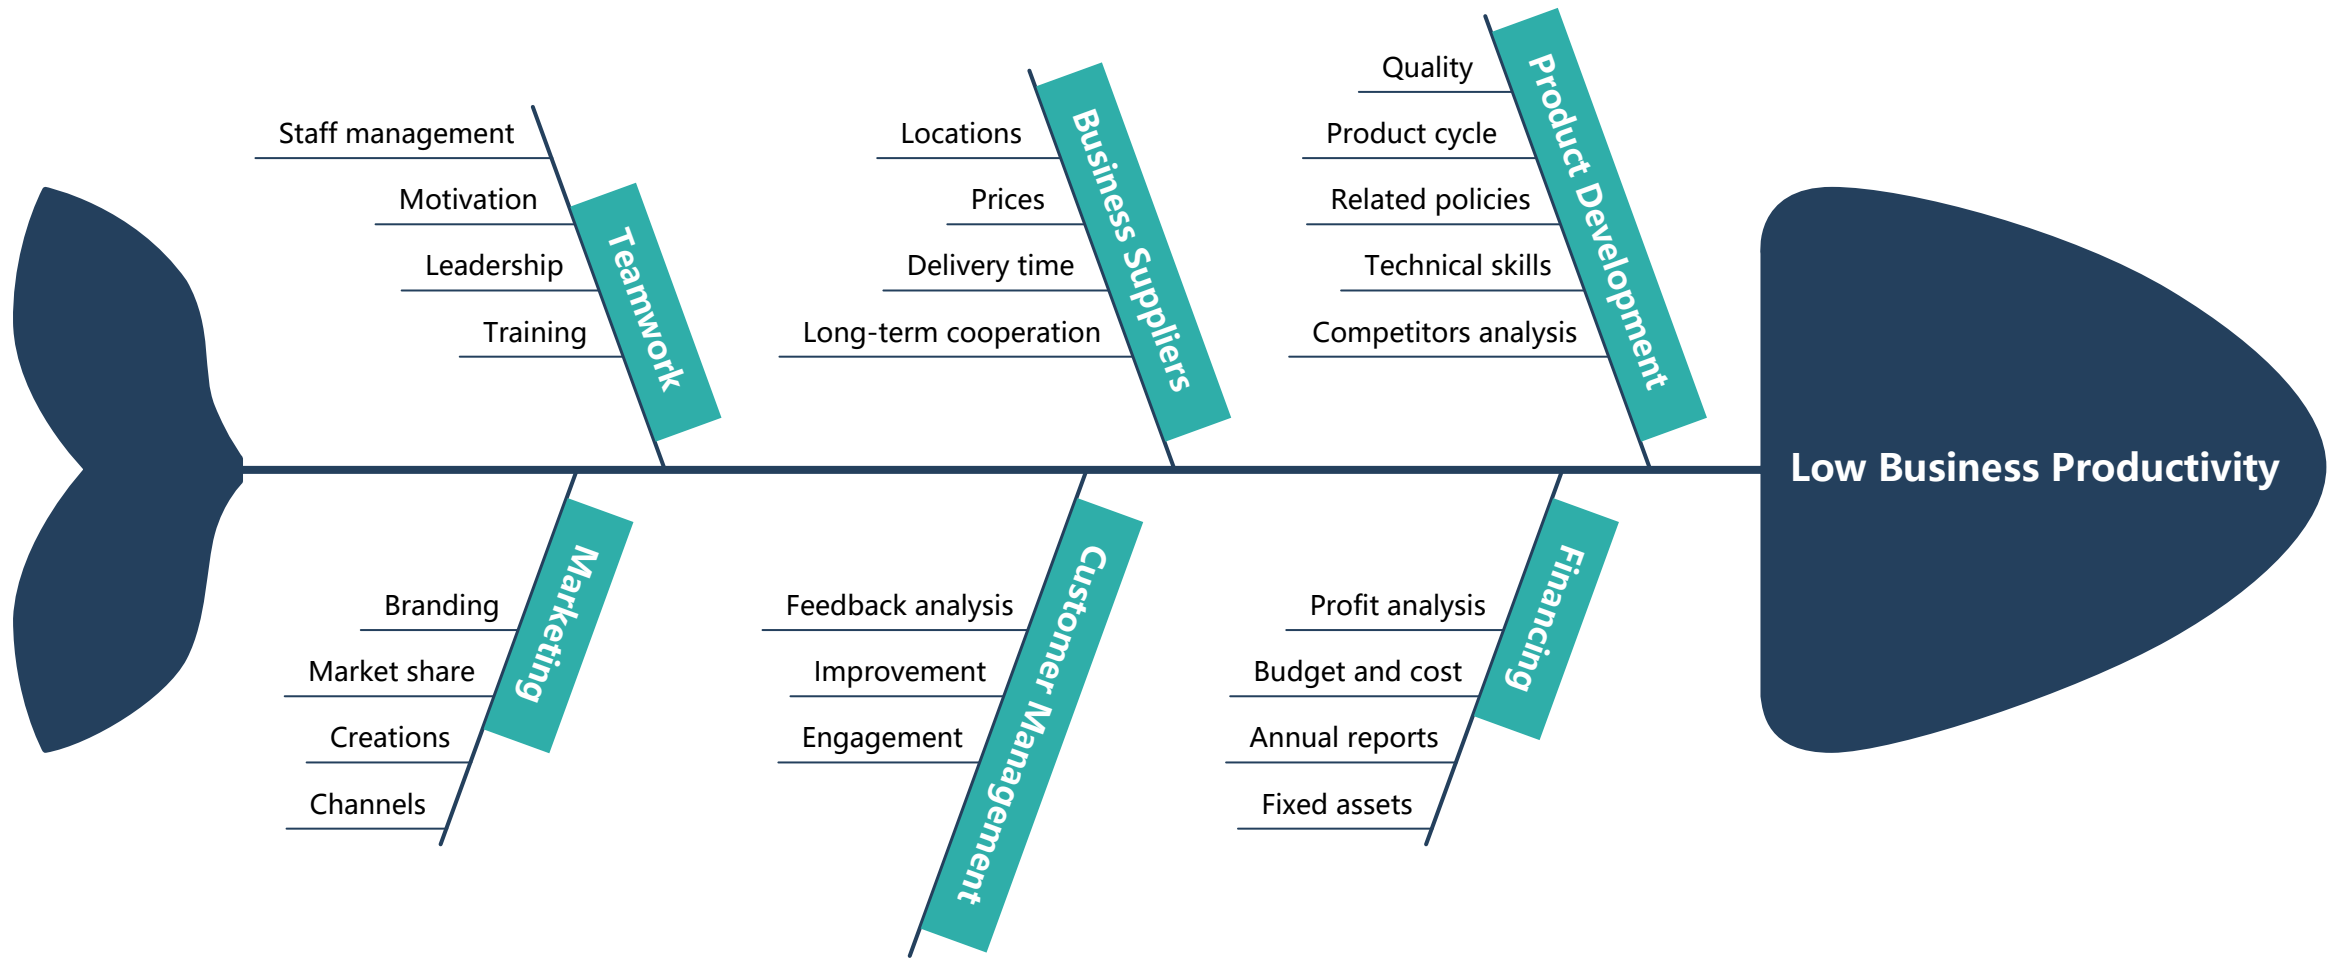 Teamwork
Staff management
Motivation
Leadership
Training
Business Suppliers
Locations
Prices
Delivery time
Long-term cooperation
Product Development
Quality
Product cycle
Related policies
Technical skills
Competitors analysis
Low Business Productivity
Marketing
Branding
Market share
Creations
Channels
Customer Management
Feedback analysis
Improvement
Engagement
Financing
Profit analysis
Budget and cost
Annual reports
Fixed assets